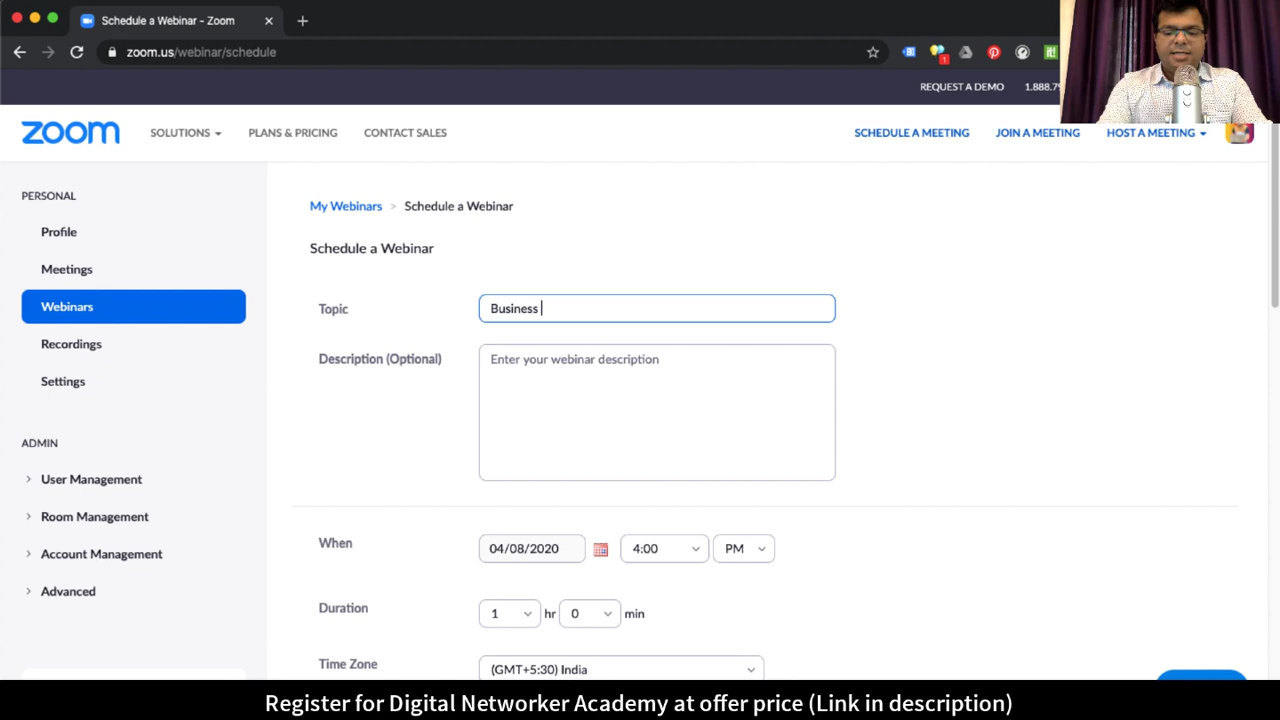 Schedule a Webinar - Zoom
zoom.us/webinar/schedule
1
it!
REQUEST A DEMO
1.888.79
zoom
SOLUTIONS
PLANS & PRICING
CONTACT SALES
SCHEDULE A MEETING
JOIN A MEETING
HOST A MEETING
PERSONAL
Profile
Meetings
Webinars
Recordings
Settings
ADMIN
User Management
Room Management
Account Management
Advanced
My Webinars > Schedule a Webinar
Schedule a Webinar
Topic
Business
Description (Optional)
Enter your webinar description
When
04/08/2020
4:00
PM
Duration
1
hr
0
min
Time Zone
(GMT+5:30) India
Register for Digital Networker Academy at offer price (Link in description)